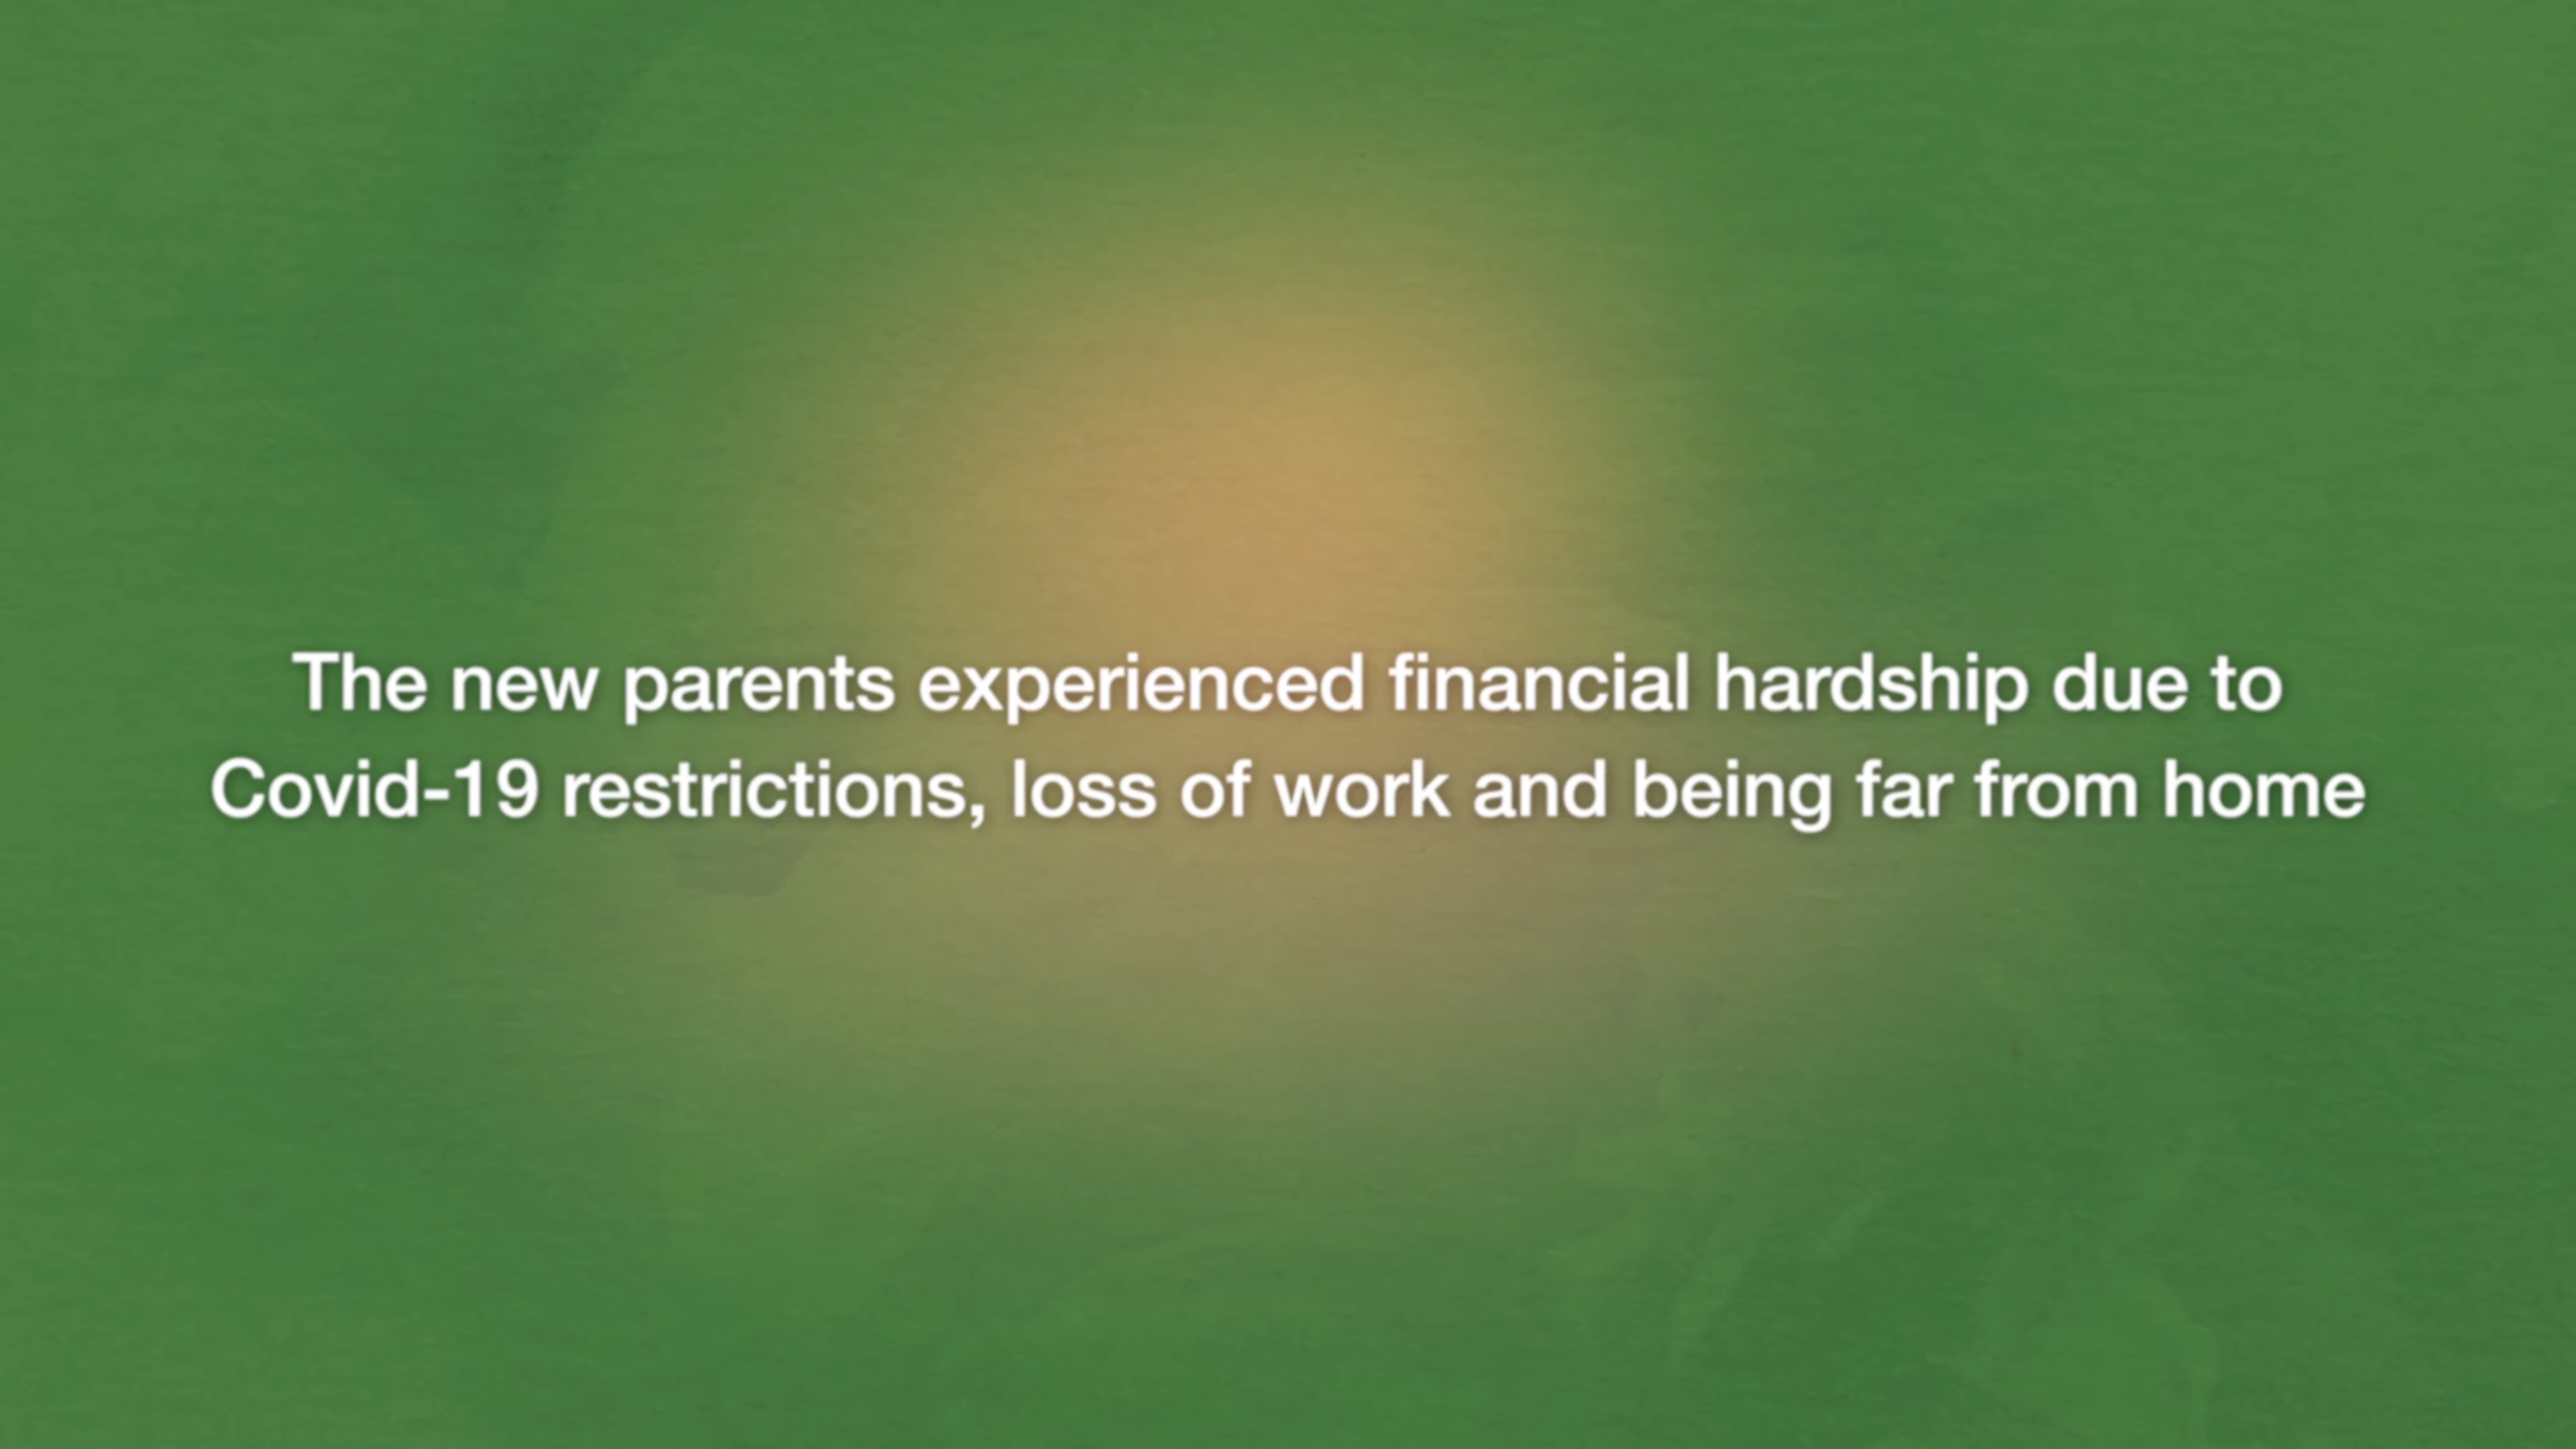 The new parents experienced financial hardship due to
Covid-19 restrictions, loss of work and being far from home